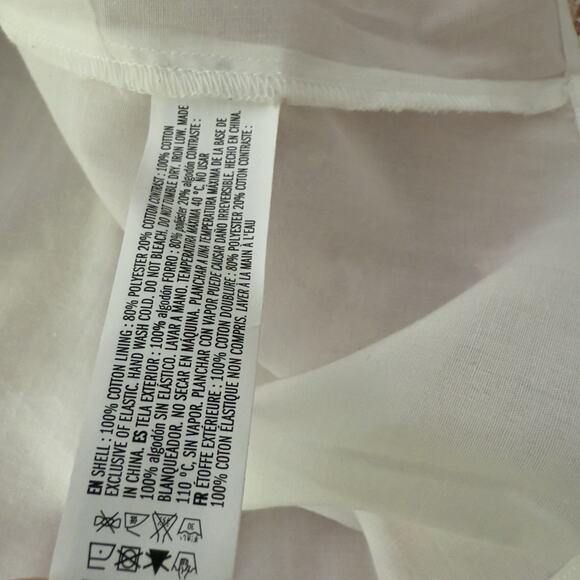 EN SHELL : 100% COTTON LINING : 80% POLYESTER 20% COTTON CONTRAST : 100% COTTON
EXCLUSIVE OF ELASTIC. HAND WASH COLD. DO NOT BLEACH. DO NOT TUMBLE DRY. IRON LOW. MADE
IN CHINA. ES TELA EXTERIOR : 100% algodón FORRO : 80% poliéster 20% algodón CONTRASTE :
100% algodón SIN ELÁSTICO. LAVAR A MANO. TEMPERATURA MÁXIMA 40 °C, NO USAR
BLANQUEADOR. NO SECAR EN MÁQUINA. PLANCHAR A UNA TEMPERATURA MÁXIMA DE LA BASE DE
110 °C, SIN VAPOR. PLANCHAR CON VAPOR PUEDE CAUSAR DAÑO IRREVERSIBLE. HECHO EN CHINA.
FR ETOFFE EXTÉRIEURE : 100% COTON DOUBLURE : 80% POLYESTER 20% COTON CONTRASTE :
100% COTON ÉLASTIQUE NON COMPRIS. LAVER À LA MAIN À L'EAU